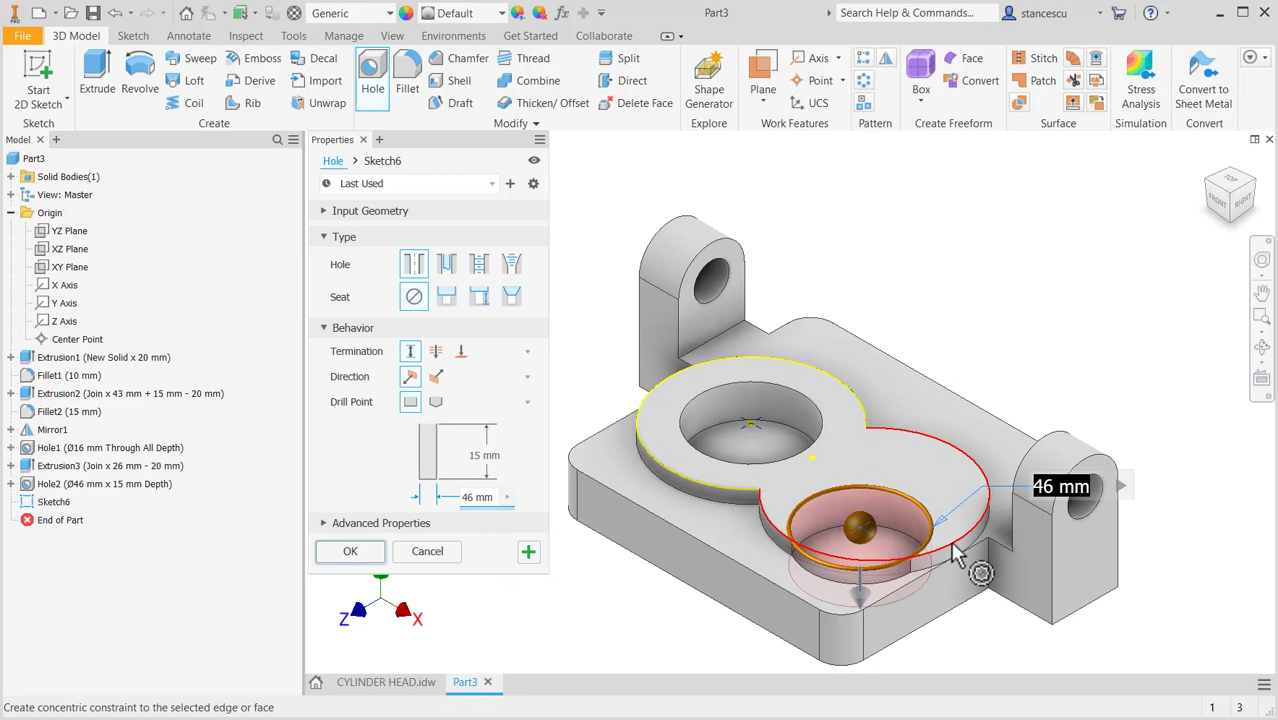 PRO
Generic
Default
Part3
Search Help & Commands...
stancescu
File
3D Model
Sketch
Annotate
Inspect
Tools
Manage
View
Environments
Get Started
Collaborate
Start
2D Sketch
Extrude
Revolve
Sweep
Loft
Coil
Emboss
Derive
Rib
Decal
Import
Unwrap
Hole
Fillet
Chamfer
Shell
Draft
Thread
Combine
Thicken/ Offset
Split
Direct
Delete Face
Shape
Generator
Plane
Axis
Point
UCS
Box
Face
Convert
Stitch
Patch
Stress
Analysis
Convert to
Sheet Metal
Sketch
Create
Modify
Explore
Work Features
Pattern
Create Freeform
Surface
Simulation
Convert
Model
Part3
Solid Bodies(1)
View: Master
Origin
YZ Plane
XZ Plane
XY Plane
X Axis
Y Axis
Z Axis
Center Point
Extrusion1 (New Solid x 20 mm)
Fillet1 (10 mm)
Extrusion2 (Join x 43 mm + 15 mm - 20 mm)
Fillet2 (15 mm)
Mirror1
Hole1 (Ø16 mm Through All Depth)
Extrusion3 (Join x 26 mm - 20 mm)
Hole2 (Ø46 mm x 15 mm Depth)
Sketch6
End of Part
Properties
Hole > Sketch6
Last Used
Input Geometry
Type
Hole
Seat
Behavior
Termination
Direction
Drill Point
15 mm
46 mm
Advanced Properties
OK
Cancel
Z
X
46 mm
TOP
FRONT
RIGHT
CYLINDER HEAD.idw
Part3
Create concentric constraint to the selected edge or face
1
3